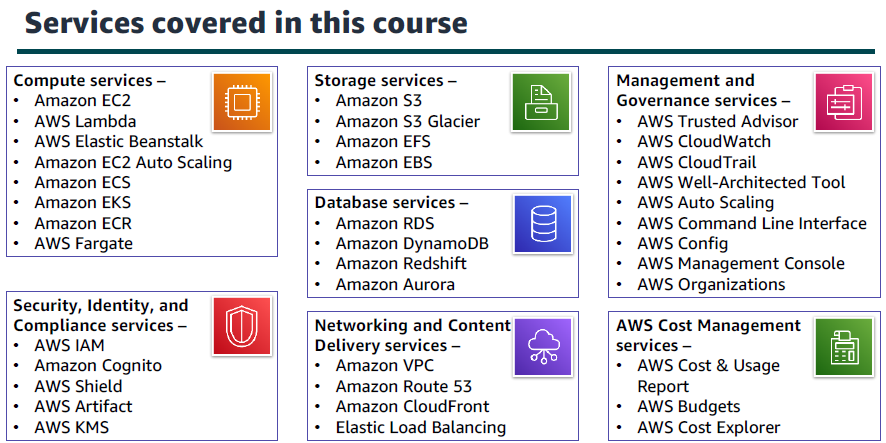 Services covered in this course
Compute services –
• Amazon EC2
• AWS Lambda
• AWS Elastic Beanstalk
• Amazon EC2 Auto Scaling
• Amazon ECS
• Amazon EKS
• Amazon ECR
• AWS Fargate
Security, Identity, and
Compliance services –
• AWS IAM
• Amazon Cognito
• AWS Shield
• AWS Artifact
• AWS KMS
Storage services –
• Amazon S3
• Amazon S3 Glacier
• Amazon EFS
• Amazon EBS
Database services –
• Amazon RDS
• Amazon DynamoDB
• Amazon Redshift
• Amazon Aurora
Networking and Content
Delivery services –
• Amazon VPC
• Amazon Route 53
• Amazon CloudFront
• Elastic Load Balancing
Management and
Governance services –
• AWS Trusted Advisor
• AWS CloudWatch
• AWS CloudTrail
• AWS Well-Architected Tool
• AWS Auto Scaling
• AWS Command Line Interface
• AWS Config
• AWS Management Console
• AWS Organizations
AWS Cost Management
services –
• AWS Cost & Usage
Report
• AWS Budgets
• AWS Cost Explorer